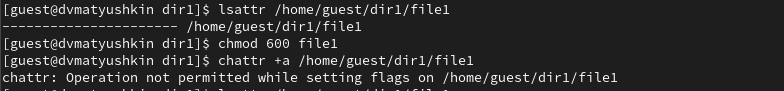 [guest@dvmatyushkin dir1]$ lsattr /home/guest/dir1/file1
---------------------- /home/guest/dir1/file1
[guest@dvmatyushkin dir1]$ chmod 600 file1
[guest@dvmatyushkin dir1]$ chattr +a /home/guest/dir1/file1
chattr: Operation not permitted while setting flags on /home/guest/dir1/file1